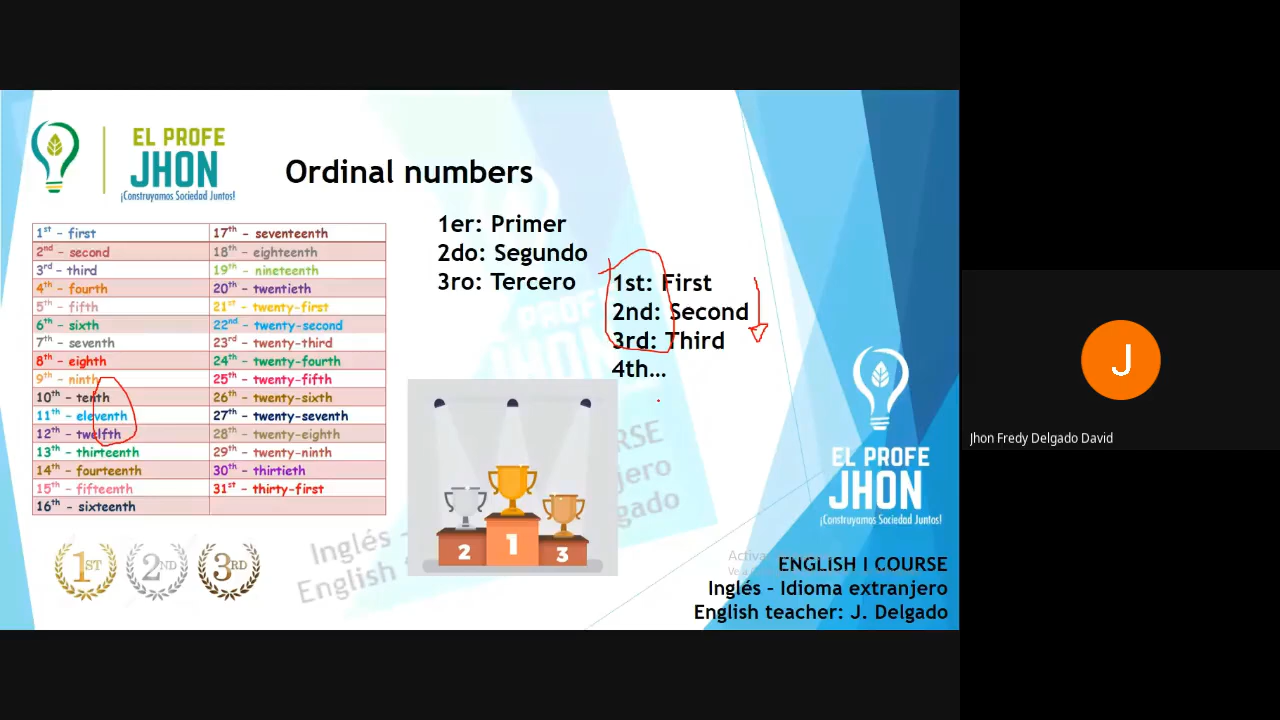 EL PROFE
JHON
¡Construyamos Sociedad Juntos!
Ordinal numbers
1st – first
2nd – second
3rd – third
4th – fourth
5th – fifth
6th – sixth
7th – seventh
8th – eighth
9th – ninth
10th – tenth
11th – eleventh
12th – twelfth
13th – thirteenth
14th – fourteenth
15th – fifteenth
16th – sixteenth
17th – seventeenth
18th – eighteenth
19th – nineteenth
20th – twentieth
21st – twenty-first
22nd – twenty-second
23rd – twenty-third
24th – twenty-fourth
25th – twenty-fifth
26th – twenty-sixth
27th – twenty-seventh
28th – twenty-eighth
29th – twenty-ninth
30th – thirtieth
31st – thirty-first
1er: Primer
2do: Segundo
3ro: Tercero
1st: First
2nd: Second
3rd: Third
4th...
1ST
2ND
3RD
2
1
3
Inglés -
English
EL PROFE
JHON
¡Construyamos Sociedad Juntos!
ENGLISH I COURSE
Inglés – Idioma extranjero
English teacher: J. Delgado
J
Jhon Fredy Delgado David